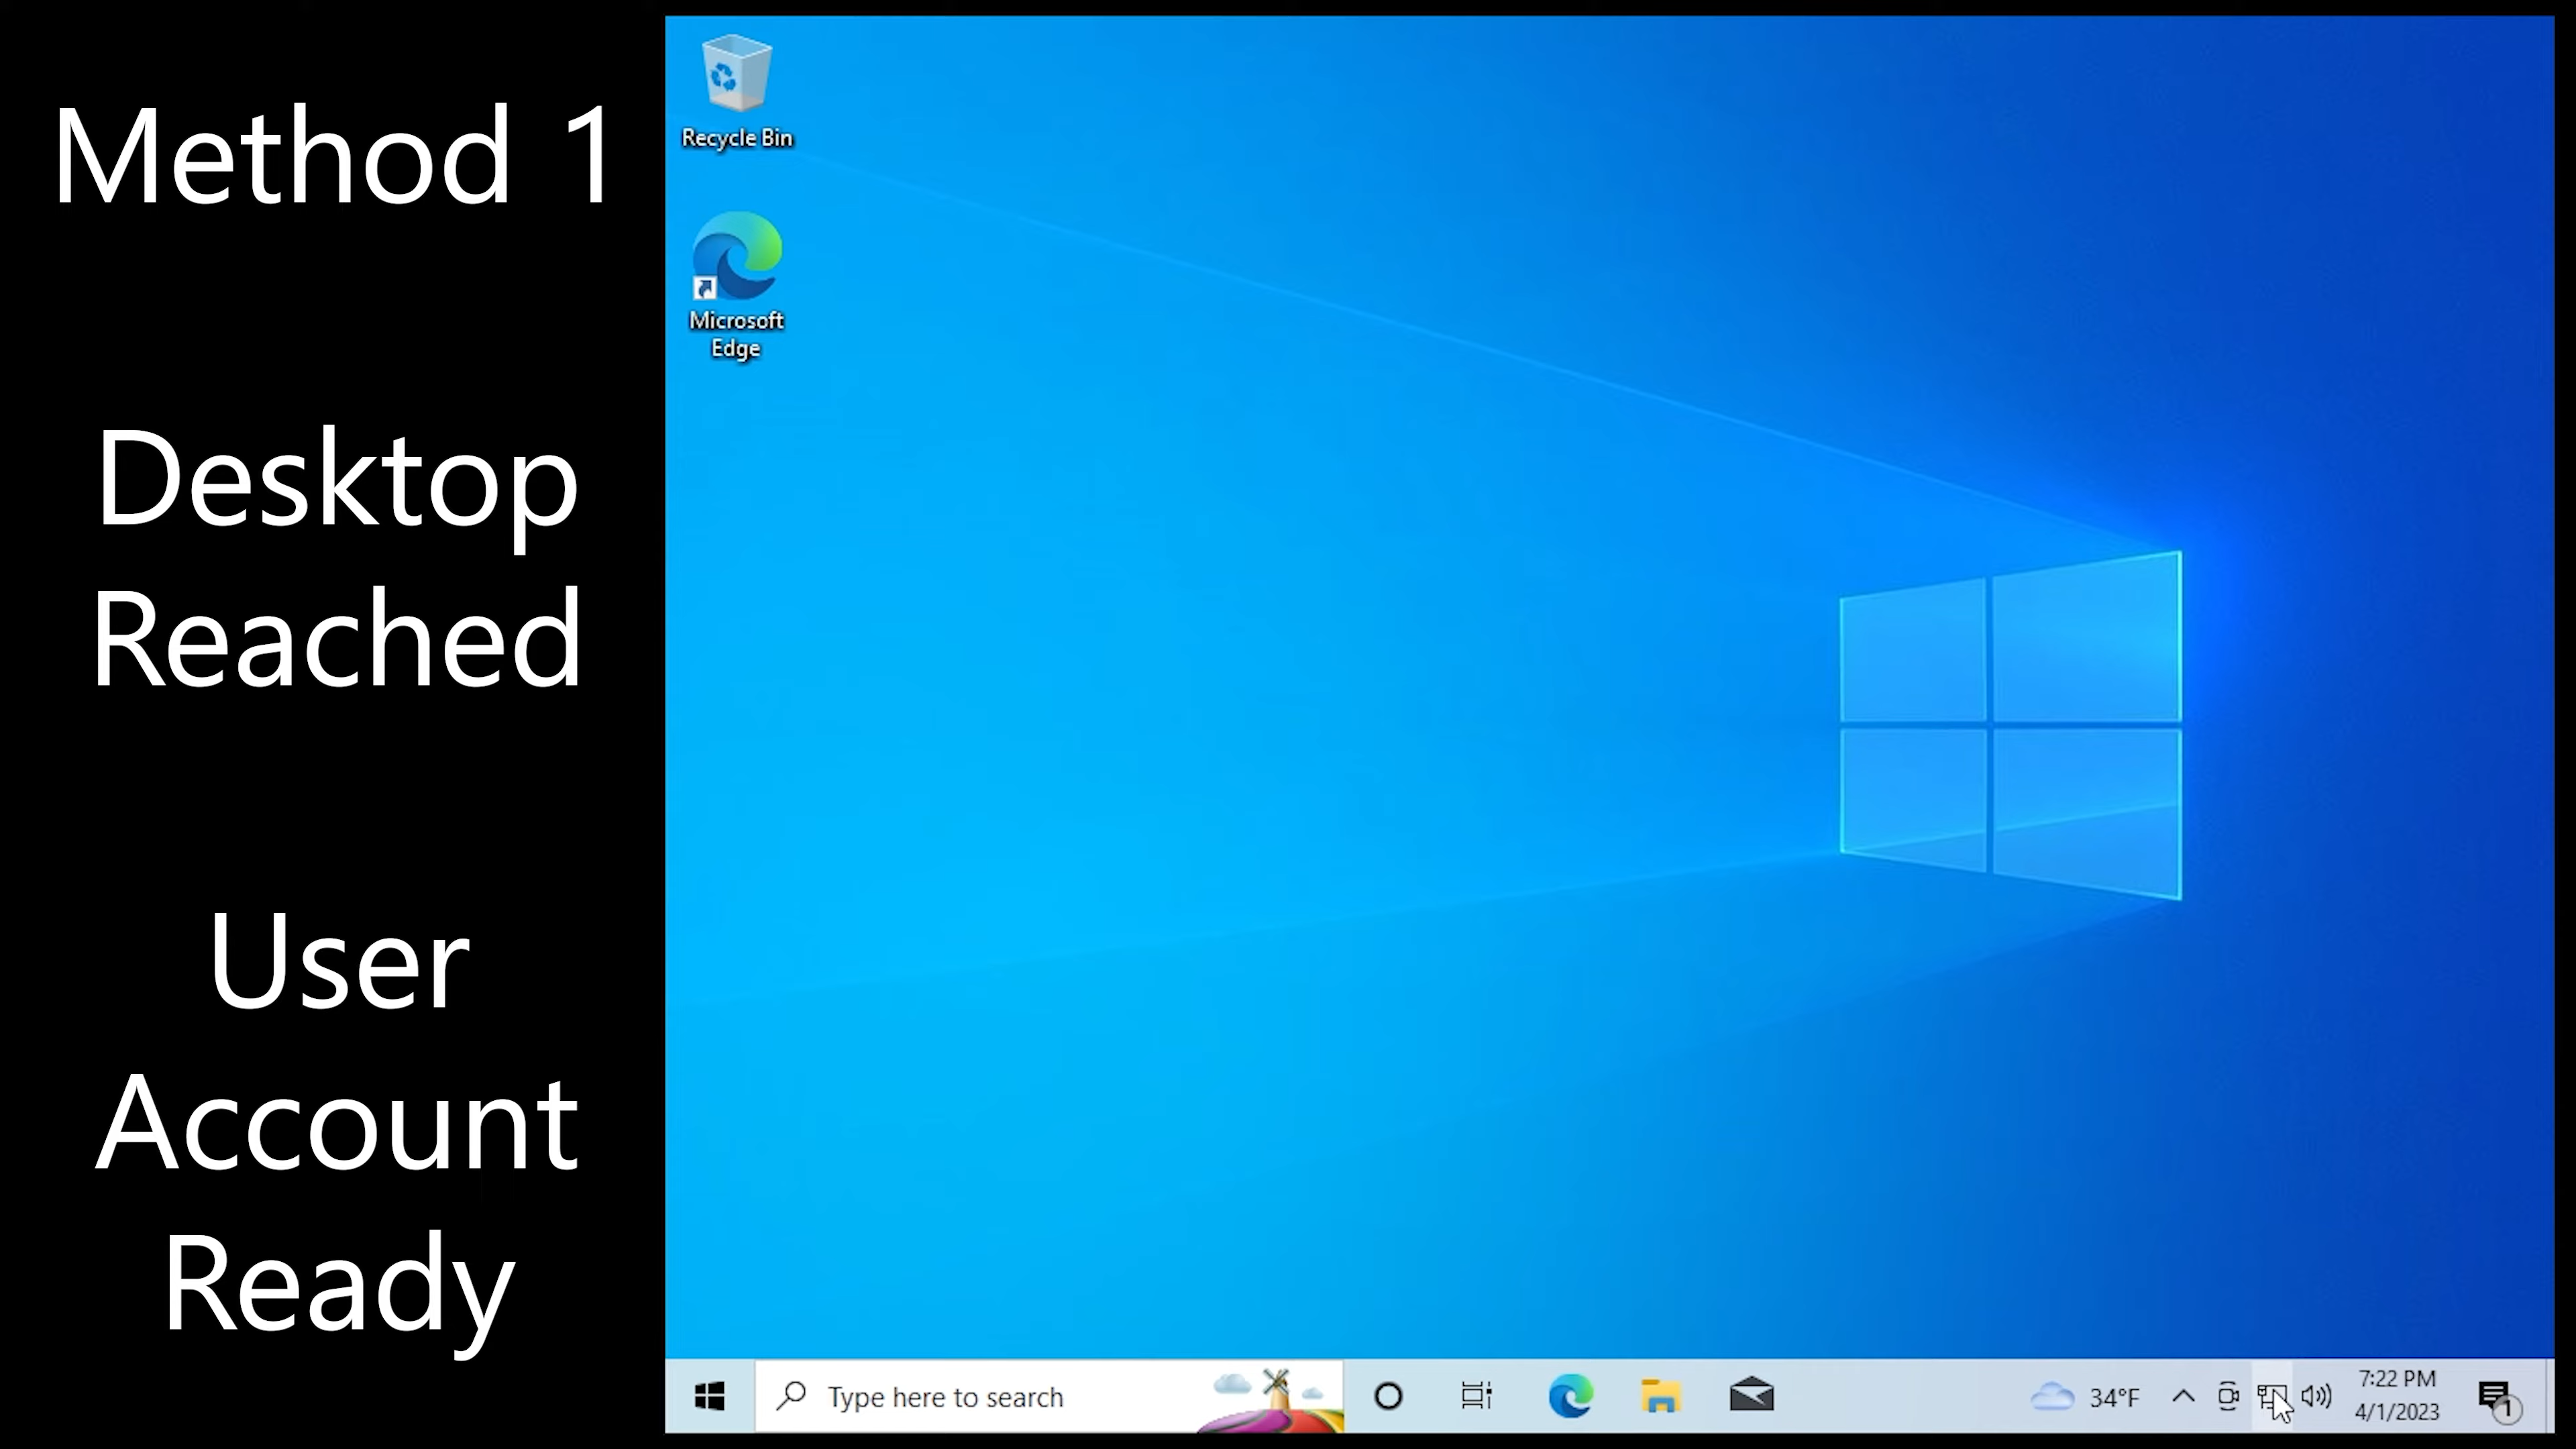 Method 1
Desktop
Reached
User
Account
Ready
Recycle Bin
Microsoft
Edge
Type here to search
34°F
7:22 PM
4/1/2023
1